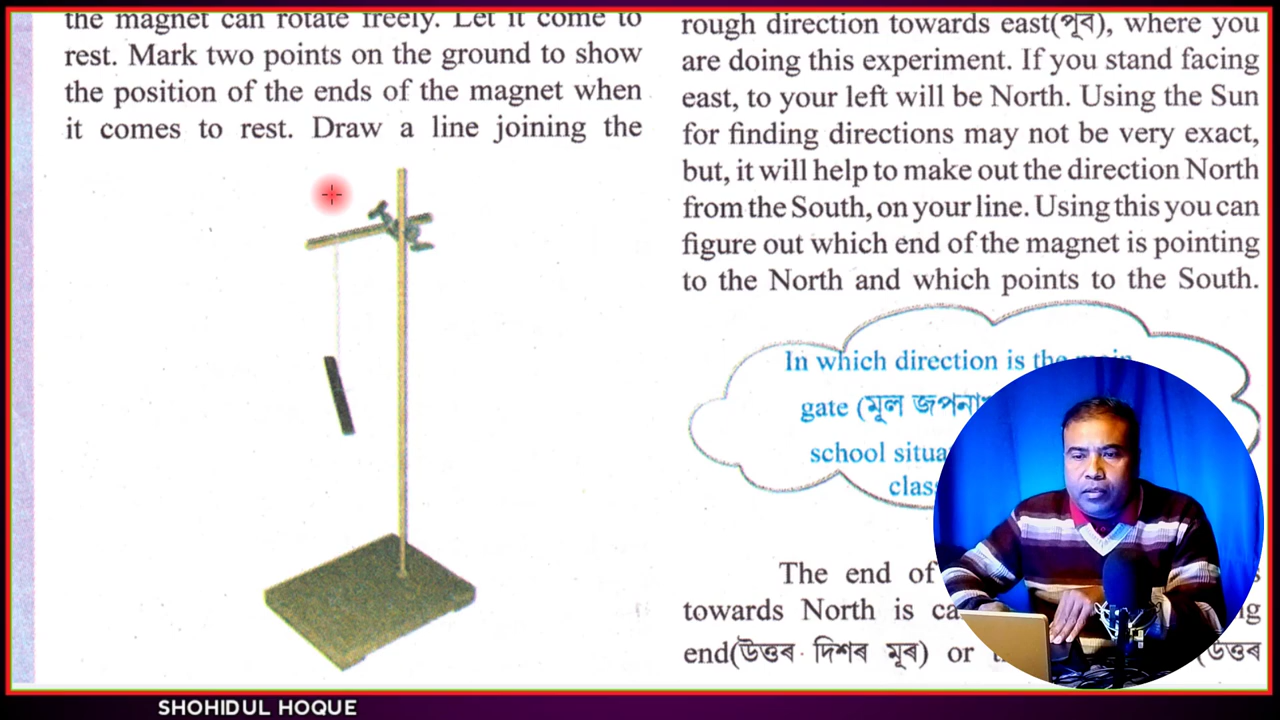 the magnet can rotate freely. Let it come to
rest. Mark two points on the ground to show
the position of the ends of the magnet when
it comes to rest. Draw a line joining the
rough direction towards east(পূব), where you
are doing this experiment. If you stand facing
east, to your left will be North. Using the Sun
for finding directions may not be very exact,
but, it will help to make out the direction North
from the South, on your line. Using this you can
figure out which end of the magnet is pointing
to the North and which points to the South.
In which direction is the main
gate (মূল
school
The end of
towards North is
end(উত্তৰ দিশৰ মূৰ) or
SHOHIDUL HOQUE